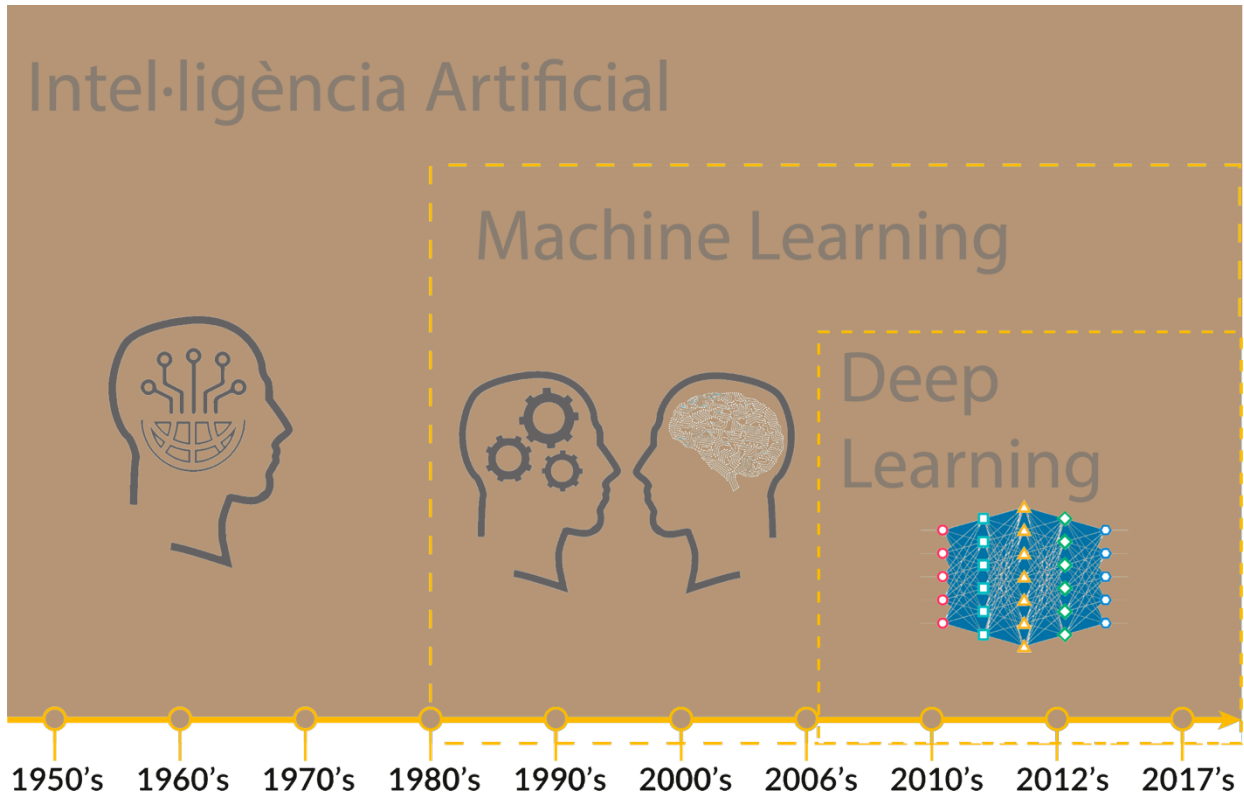 Intel·ligència Artificial
Machine Learning
Deep
Learning
1950's 1960's 1970's 1980's 1990's 2000's 2006's 2010's 2012's 2017's